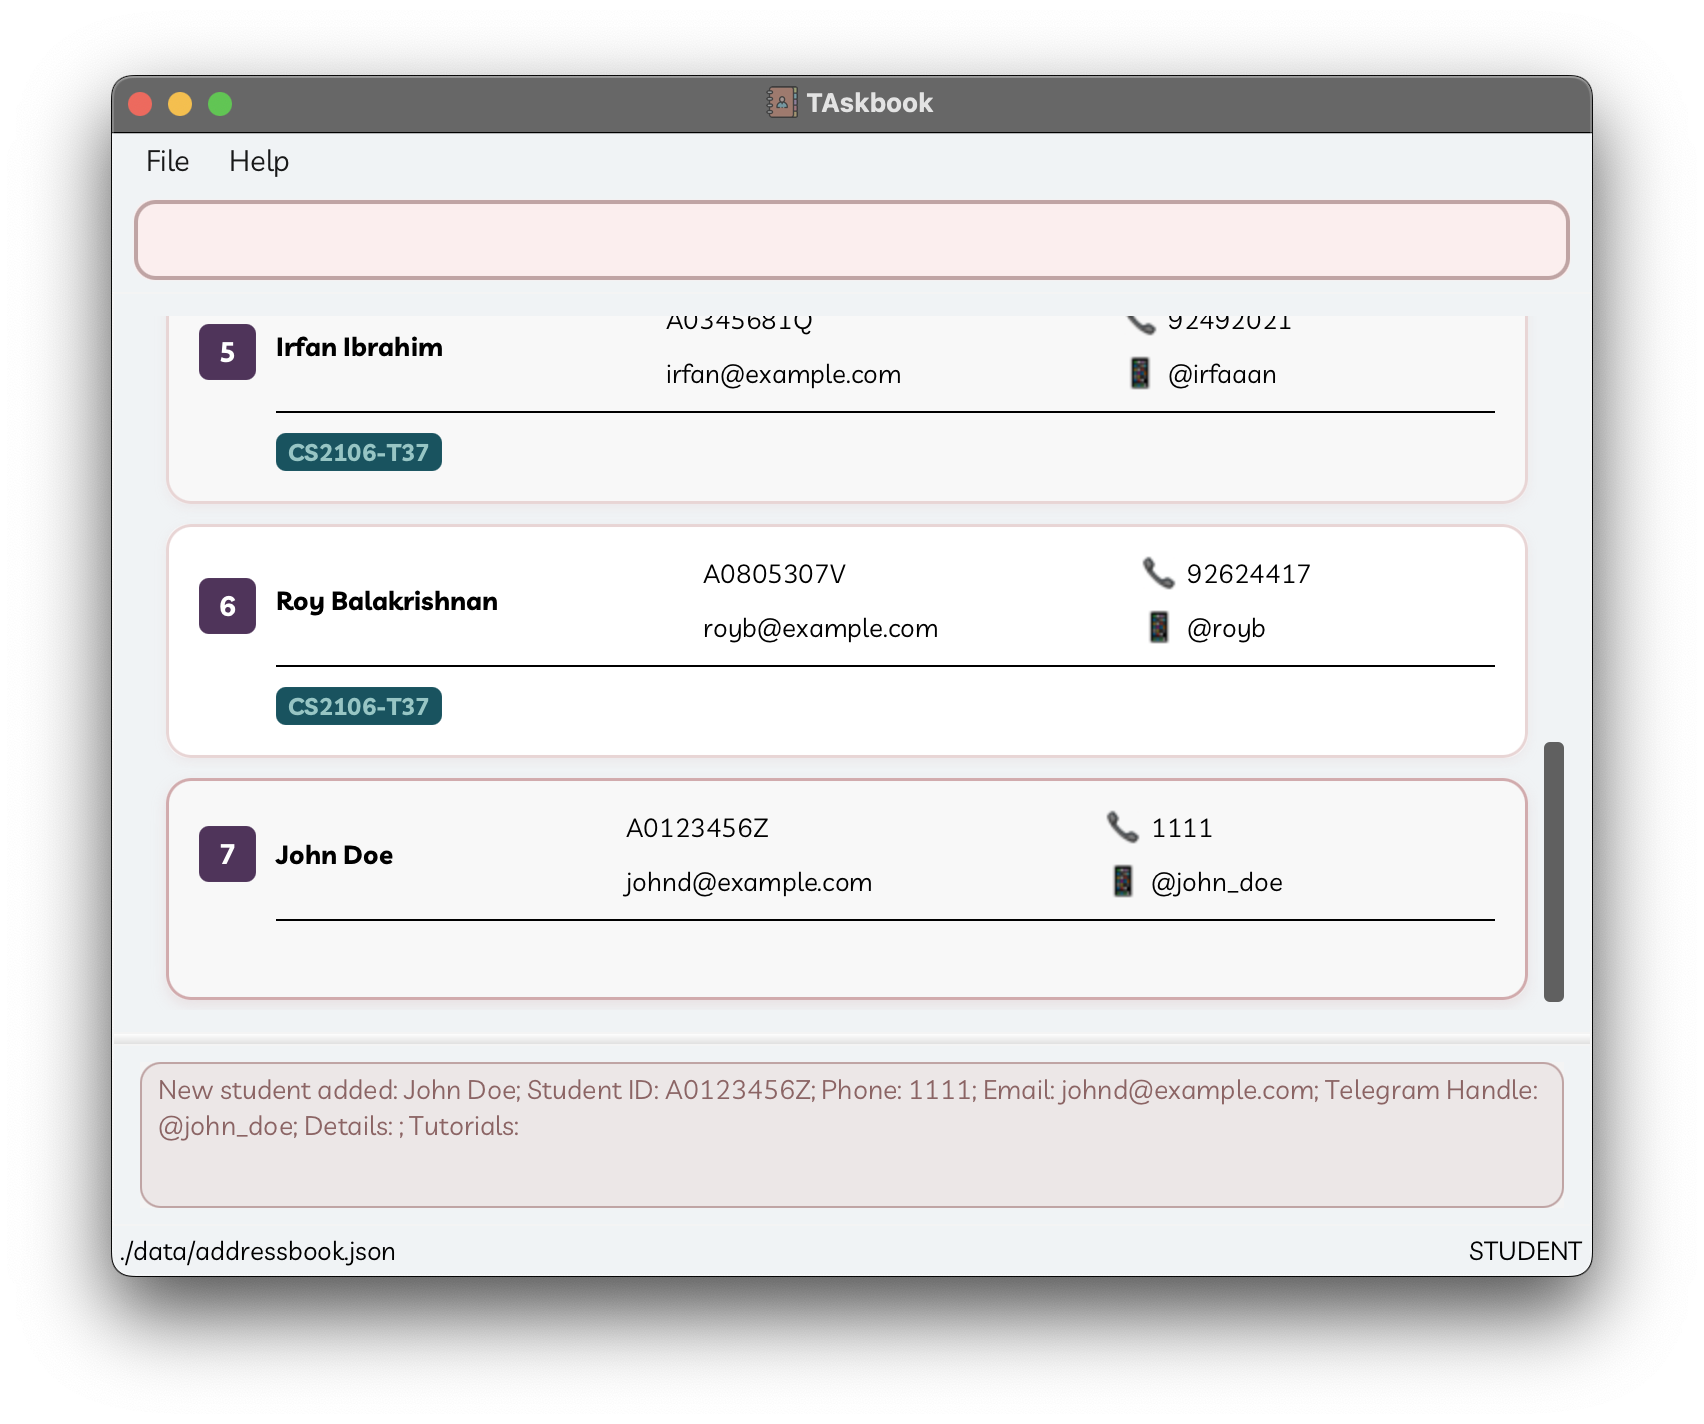 TAskbook
File Help
5 Irfan Ibrahim
A0345681Q
irfan@example.com
92492021
@irfaaan
CS2106-T37
6 Roy Balakrishnan
A0805307V
royb@example.com
92624417
@royb
CS2106-T37
7 John Doe
A0123456Z
johnd@example.com
1111
@john_doe
New student added: John Doe; Student ID: A0123456Z; Phone: 1111; Email: johnd@example.com; Telegram Handle:
@john_doe; Details: ; Tutorials:
./data/addressbook.json
STUDENT